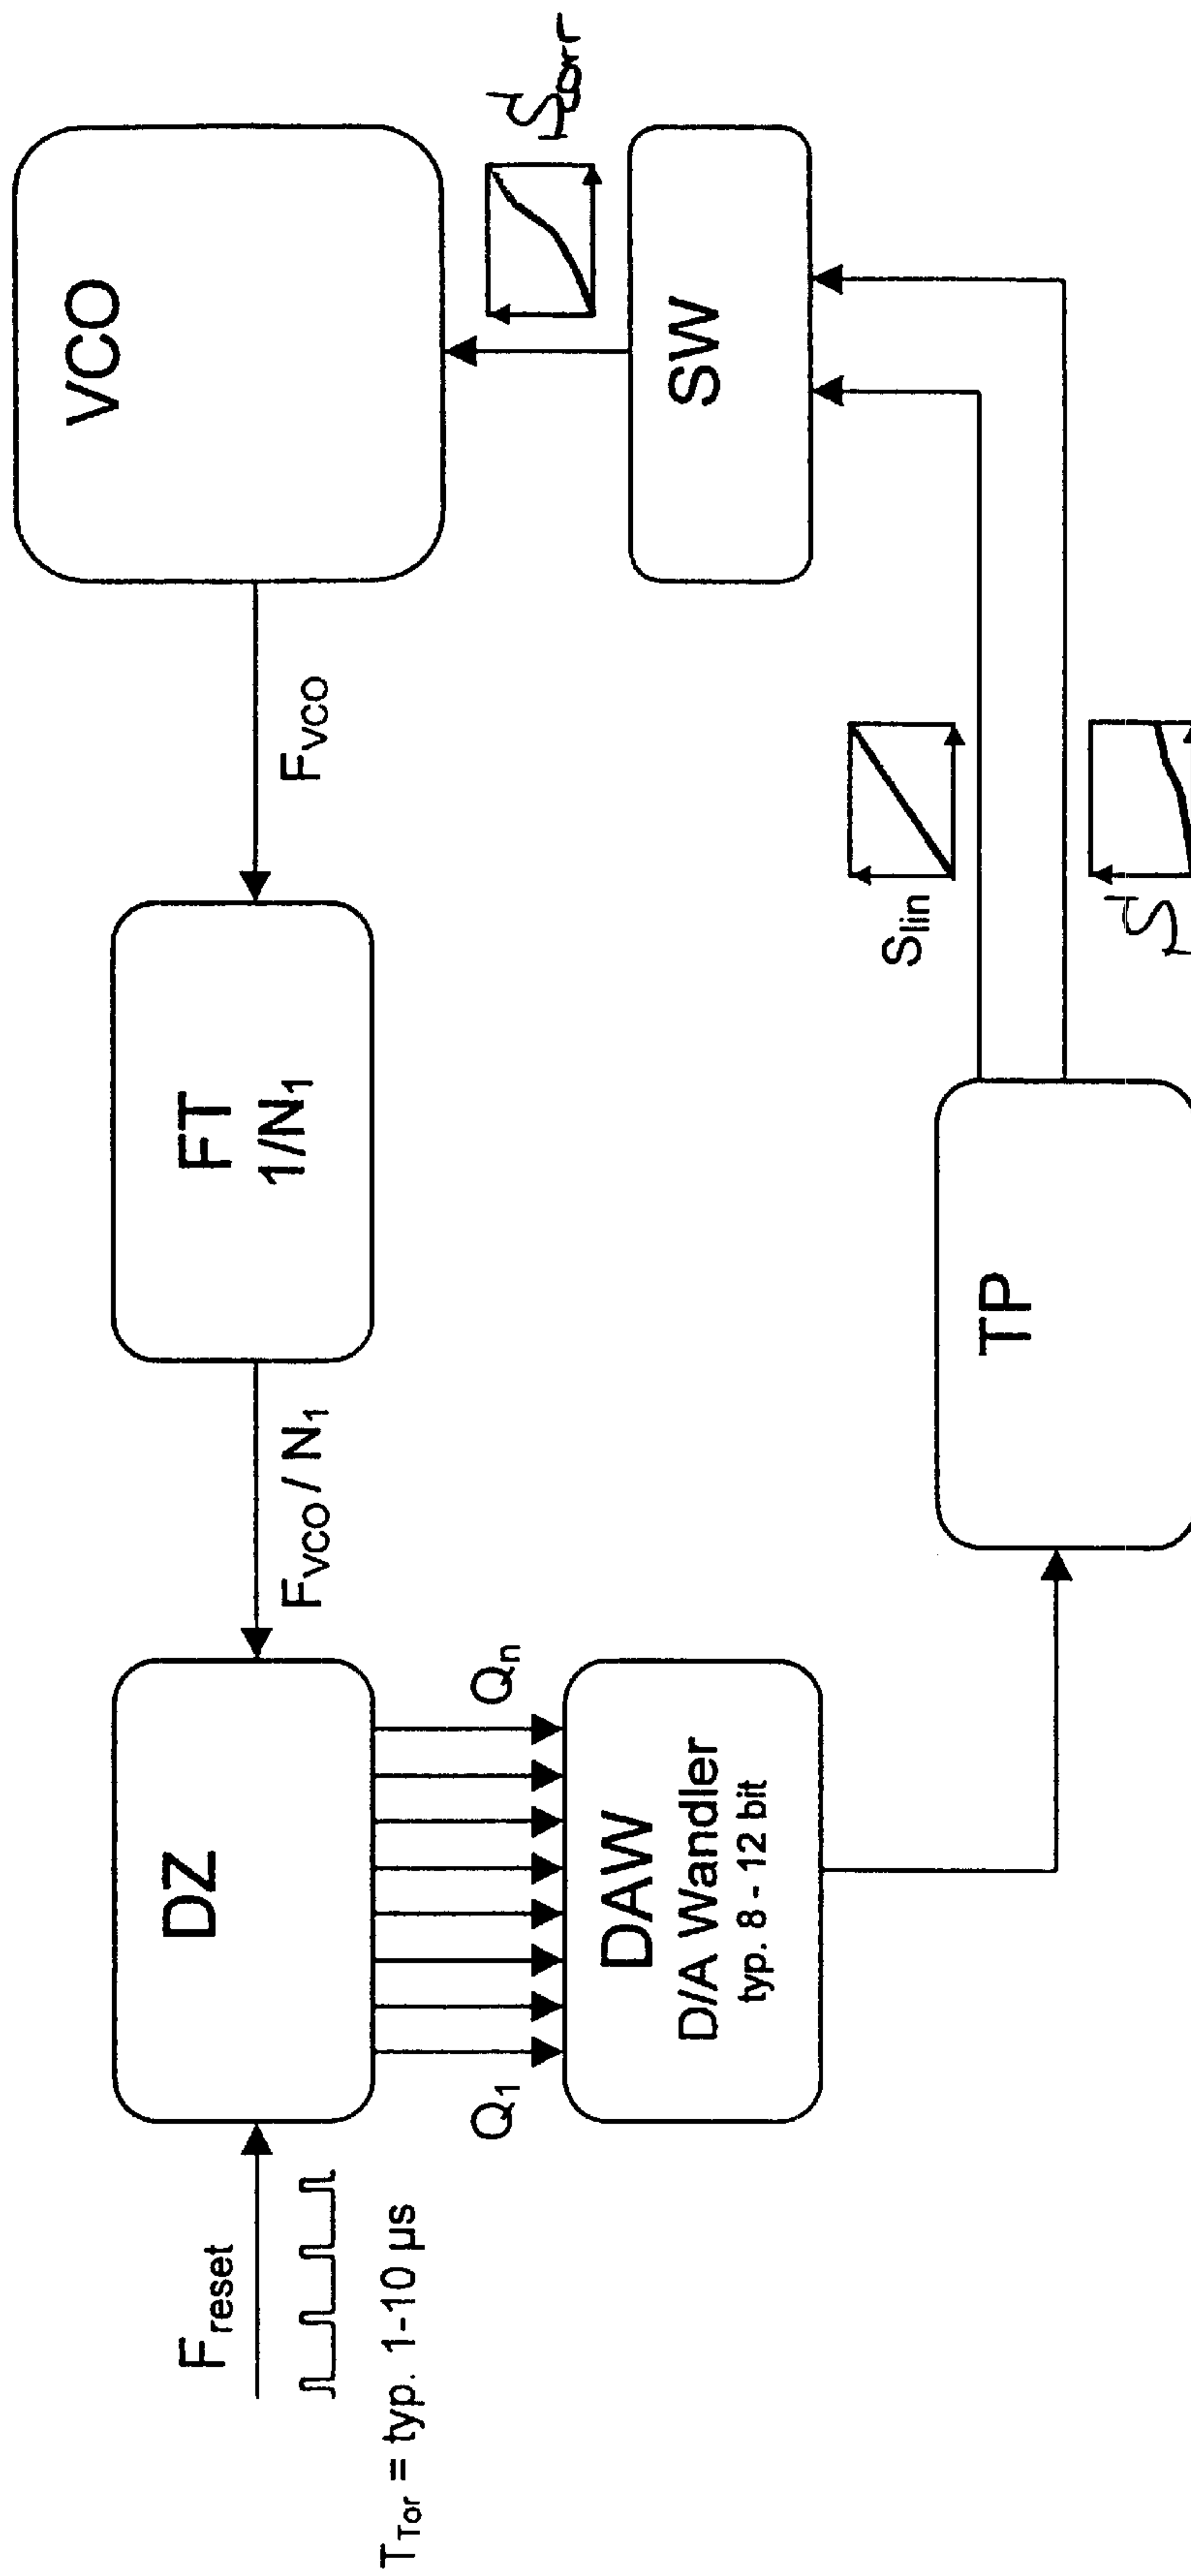 F_reset
T_Tor = typ. 1-10 µs
DZ
F_VCO / N_1
FT
1/N_1
F_VCO
VCO
Q_1
Q_n
DAW
D/A Wandler
typ. 8 - 12 bit
TP
S_lin
S
SW
S_korr